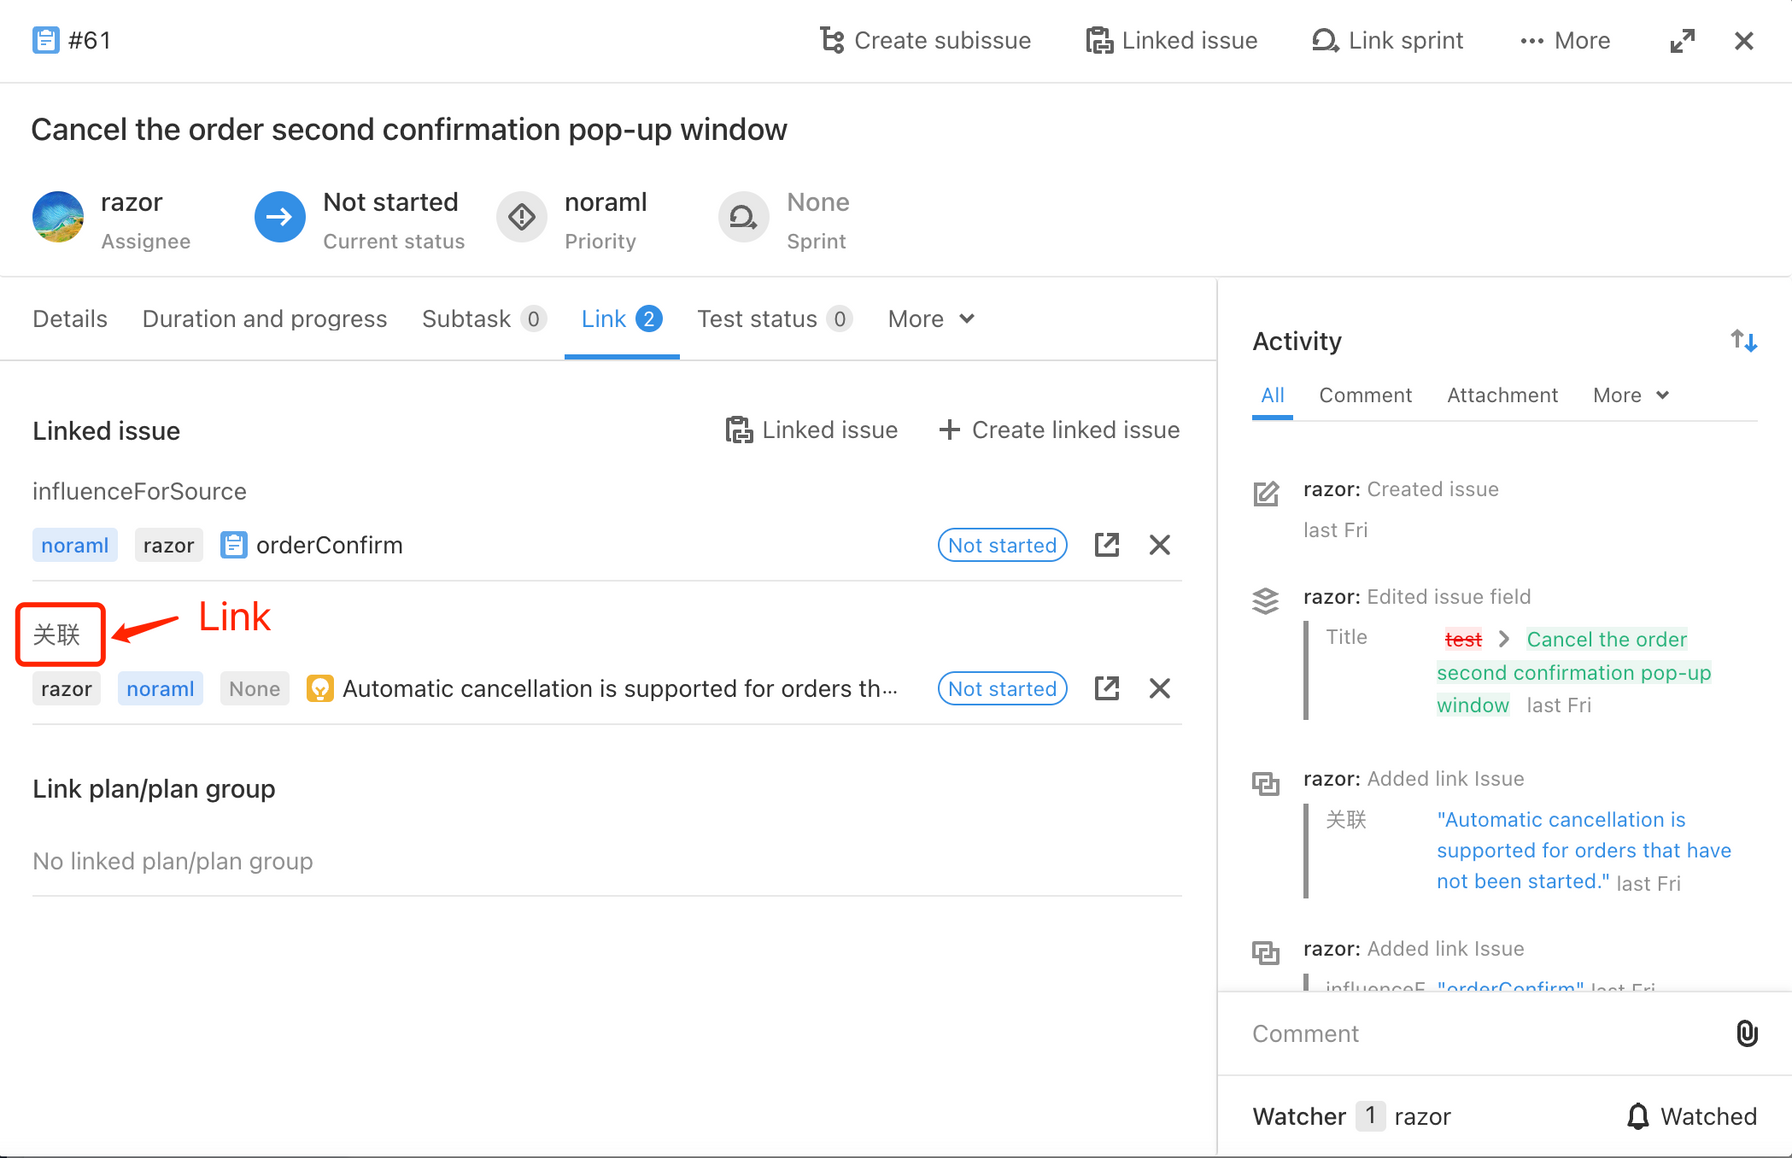 #61
Create subissue
Linked issue
Link sprint
More
Cancel the order second confirmation pop-up window
razor
Assignee
Not started
Current status
noraml
Priority
None
Sprint
Details
Duration and progress
Subtask 0
Link 2
Test status 0
More
Linked issue
Linked issue
Create linked issue
influenceForSource
noraml razor orderConfirm Not started
关联
Link
razor noraml None Automatic cancellation is supported for orders th... Not started
Link plan/plan group
No linked plan/plan group
Activity
All
Comment
Attachment
More
razor: Created issue
last Fri
razor: Edited issue field
Title test > Cancel the order
second confirmation pop-up
window last Fri
razor: Added link Issue
关联 "Automatic cancellation is
supported for orders that have
not been started." last Fri
razor: Added link Issue
influenceF "orderConfirm" last Fri
Comment
Watcher 1 razor
Watched